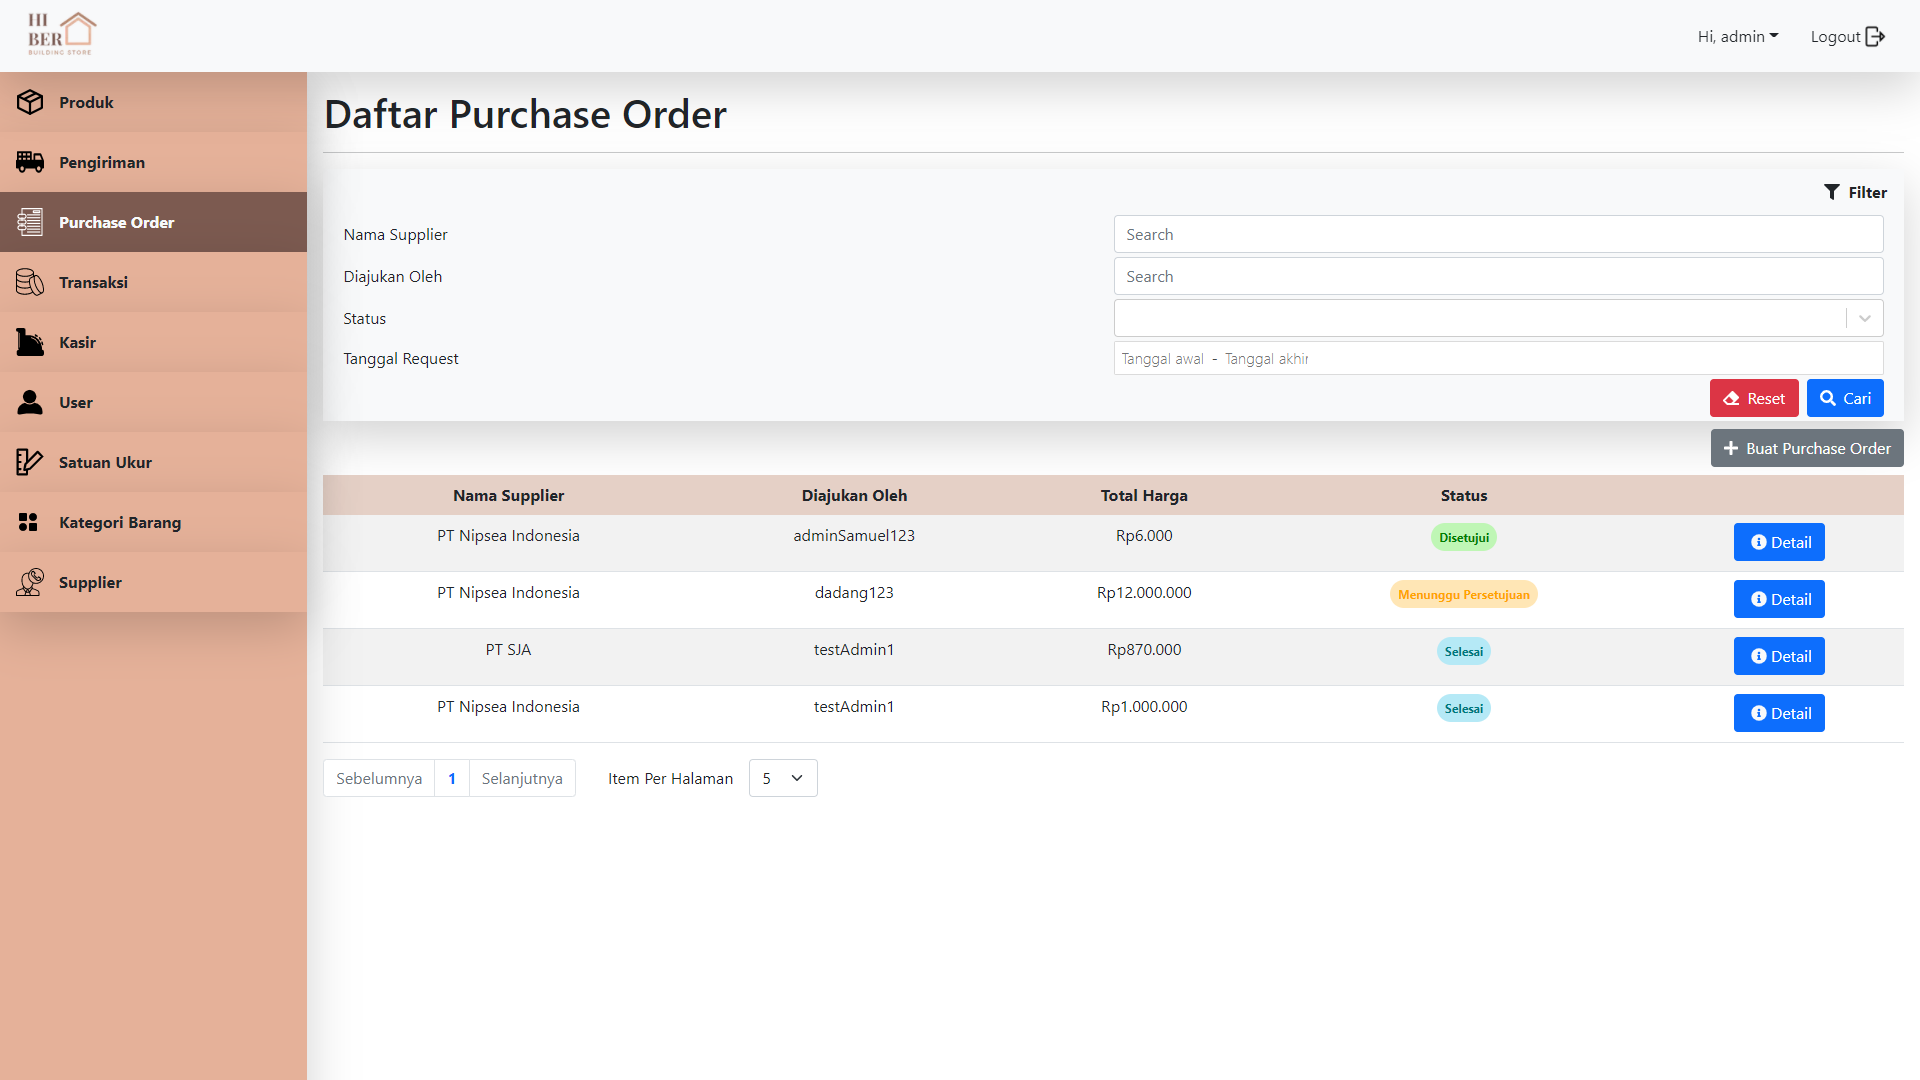 HI
BER
BUILDING STORE
Hi, admin
Logout
Produk
Pengiriman
Purchase Order
Transaksi
Kasir
User
Satuan Ukur
Kategori Barang
Supplier
Daftar Purchase Order
Filter
Nama Supplier Search
Diajukan Oleh Search
Status
Tanggal Request Tanggal awal - Tanggal akhir
Reset Cari
Buat Purchase Order
Nama Supplier Diajukan Oleh Total Harga Status
PT Nipsea Indonesia adminSamuel123 Rp6.000 Disetujui Detail
PT Nipsea Indonesia dadang123 Rp12.000.000 Menunggu Persetujuan Detail
PT SJA testAdmin1 Rp870.000 Selesai Detail
PT Nipsea Indonesia testAdmin1 Rp1.000.000 Selesai Detail
Sebelumnya 1 Selanjutnya Item Per Halaman 5